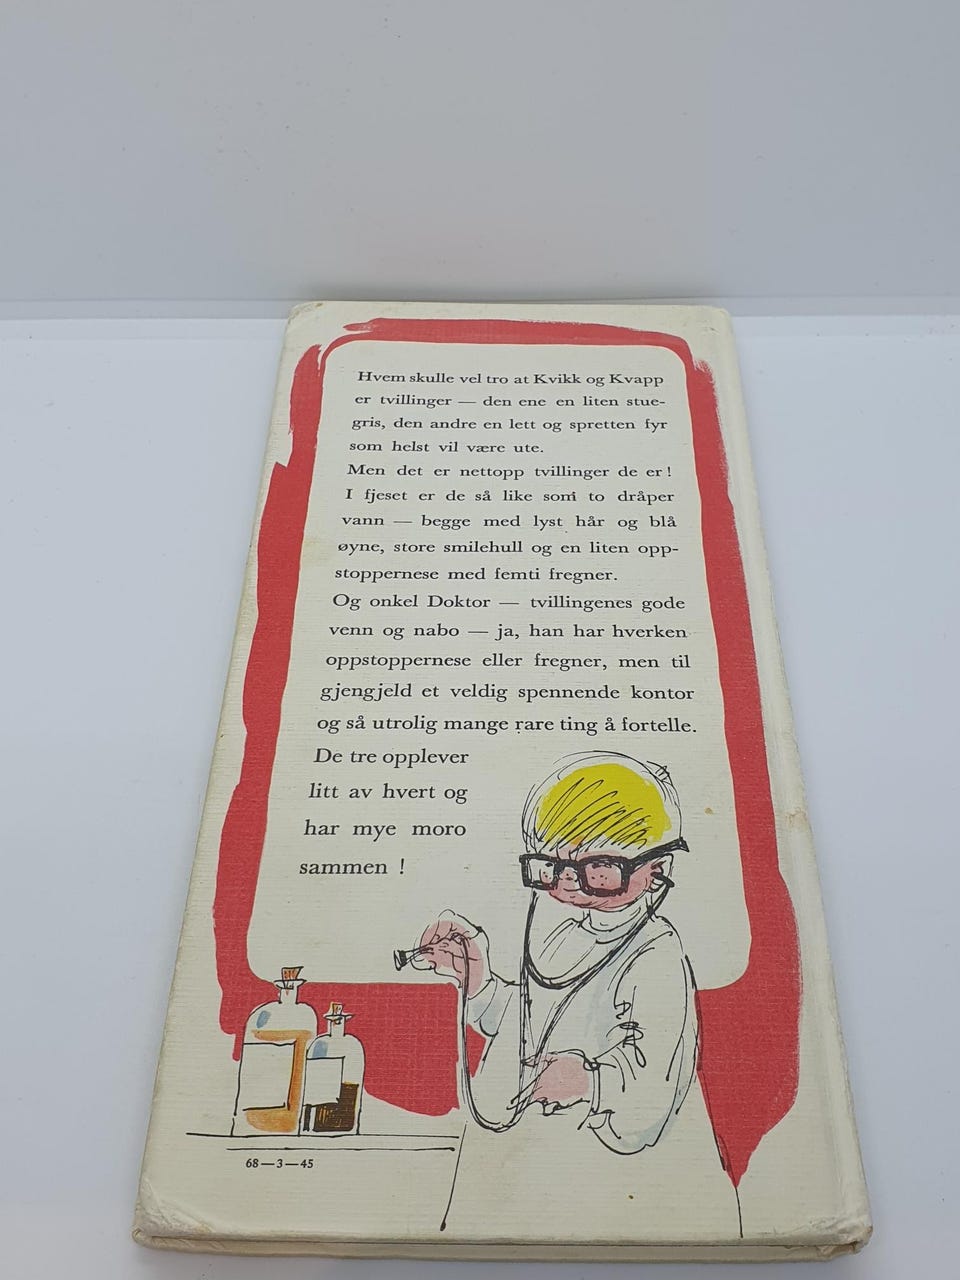 Hvem skulle vel tro at Kvikk og Kvapp
er tvillinger — den ene en liten stue-
gris, den andre en lett og spretten fyr
som helst vil være ute.
Men det er nettopp tvillinger de er !
I fjeset er de så like som to dråper
vann — begge med lyst hår og blå
øyne, store smilehull og en liten opp-
stoppernese med femti fregner.
Og onkel Doktor — tvillingenes gode
venn og nabo — ja, han har hverken
oppstoppernese eller fregner, men til
gjengjeld et veldig spennende kontor
og så utrolig mange rare ting å fortelle.
De tre opplever
litt av hvert og
har mye moro
sammen !
68—3—45